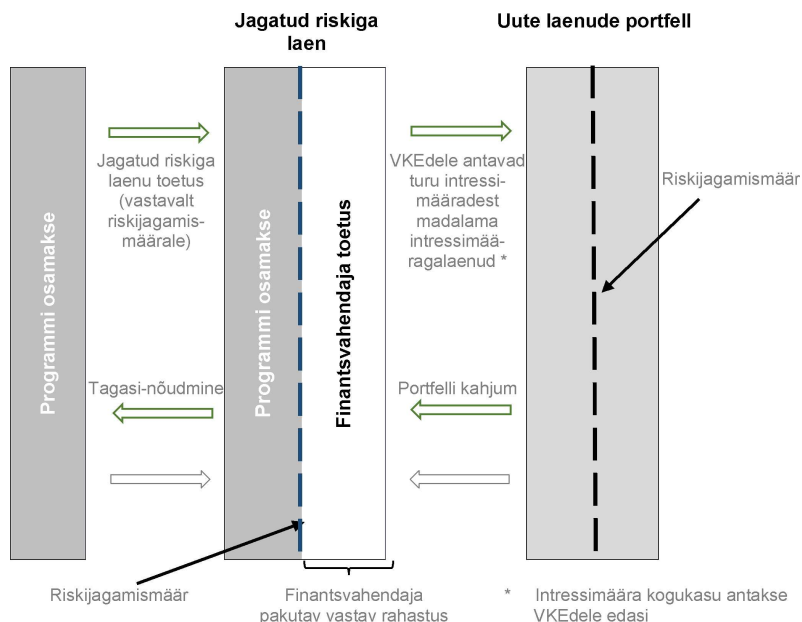 Jagatud riskiga
laen
Uute laenude portfell
Programmi osamakse
Jagatud riskiga
laenu toetus
(vastavalt
riskijagamis-
määrale)
Programmi osamakse
Finantsvahendaja toetus
VKEdele antavad
turu intressi-
määradest
madalama
intressimää-
ragalaenud *
Riskijagamismäär
Tagasi-nõudmine
Portfelli kahjum
Riskijagamismäär
Finantsvahendaja
pakutav vastav rahastus
* Intressimäära kogukasu antakse
VKEdele edasi